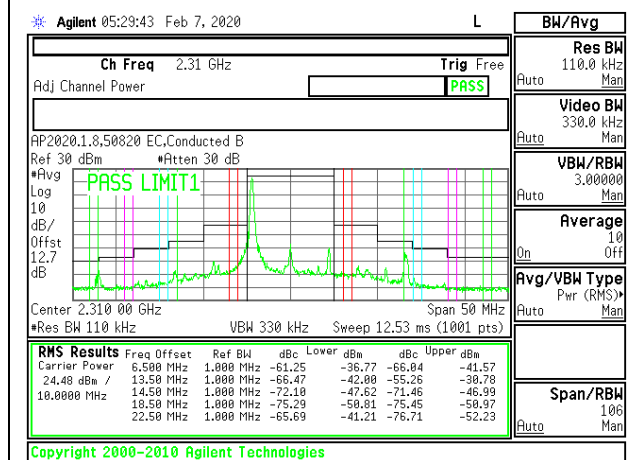 Agilent 05:29:43 Feb 7, 2020 L
BW/Avg
Ch Freq 2.31 GHz Trig Free
Adj Channel Power PASS
AP2020.1.8,50820 EC,Conducted B
Ref 30 dBm #Atten 30 dB
#Avg
Log
10
dB/
Offst
12.7
dB
PASS LIMIT1
Center 2.310 00 GHz Span 50 MHz
#Res BW 110 kHz VBW 330 kHz Sweep 12.53 ms (1001 pts)
RMS Results Freq Offset Ref BW dBc Lower dBm dBc Upper dBm
Carrier Power 6.500 MHz 1.000 MHz -61.25 -36.77 -66.04 -41.57
24.48 dBm / 13.50 MHz 1.000 MHz -66.47 -42.00 -55.26 -30.78
10.0000 MHz 14.50 MHz 1.000 MHz -72.10 -47.62 -71.46 -46.99
18.50 MHz 1.000 MHz -75.29 -50.81 -75.45 -50.97
22.50 MHz 1.000 MHz -65.69 -41.21 -76.71 -52.23
Res BW
110.0 kHz
Auto Man
Video BW
330.0 kHz
Auto Man
VBW/RBW
3.00000
Auto Man
Average
10
On Off
Avg/VBW Type
Pwr (RMS)
Auto Man
Span/RBW
106
Auto Man
Copyright 2000-2010 Agilent Technologies